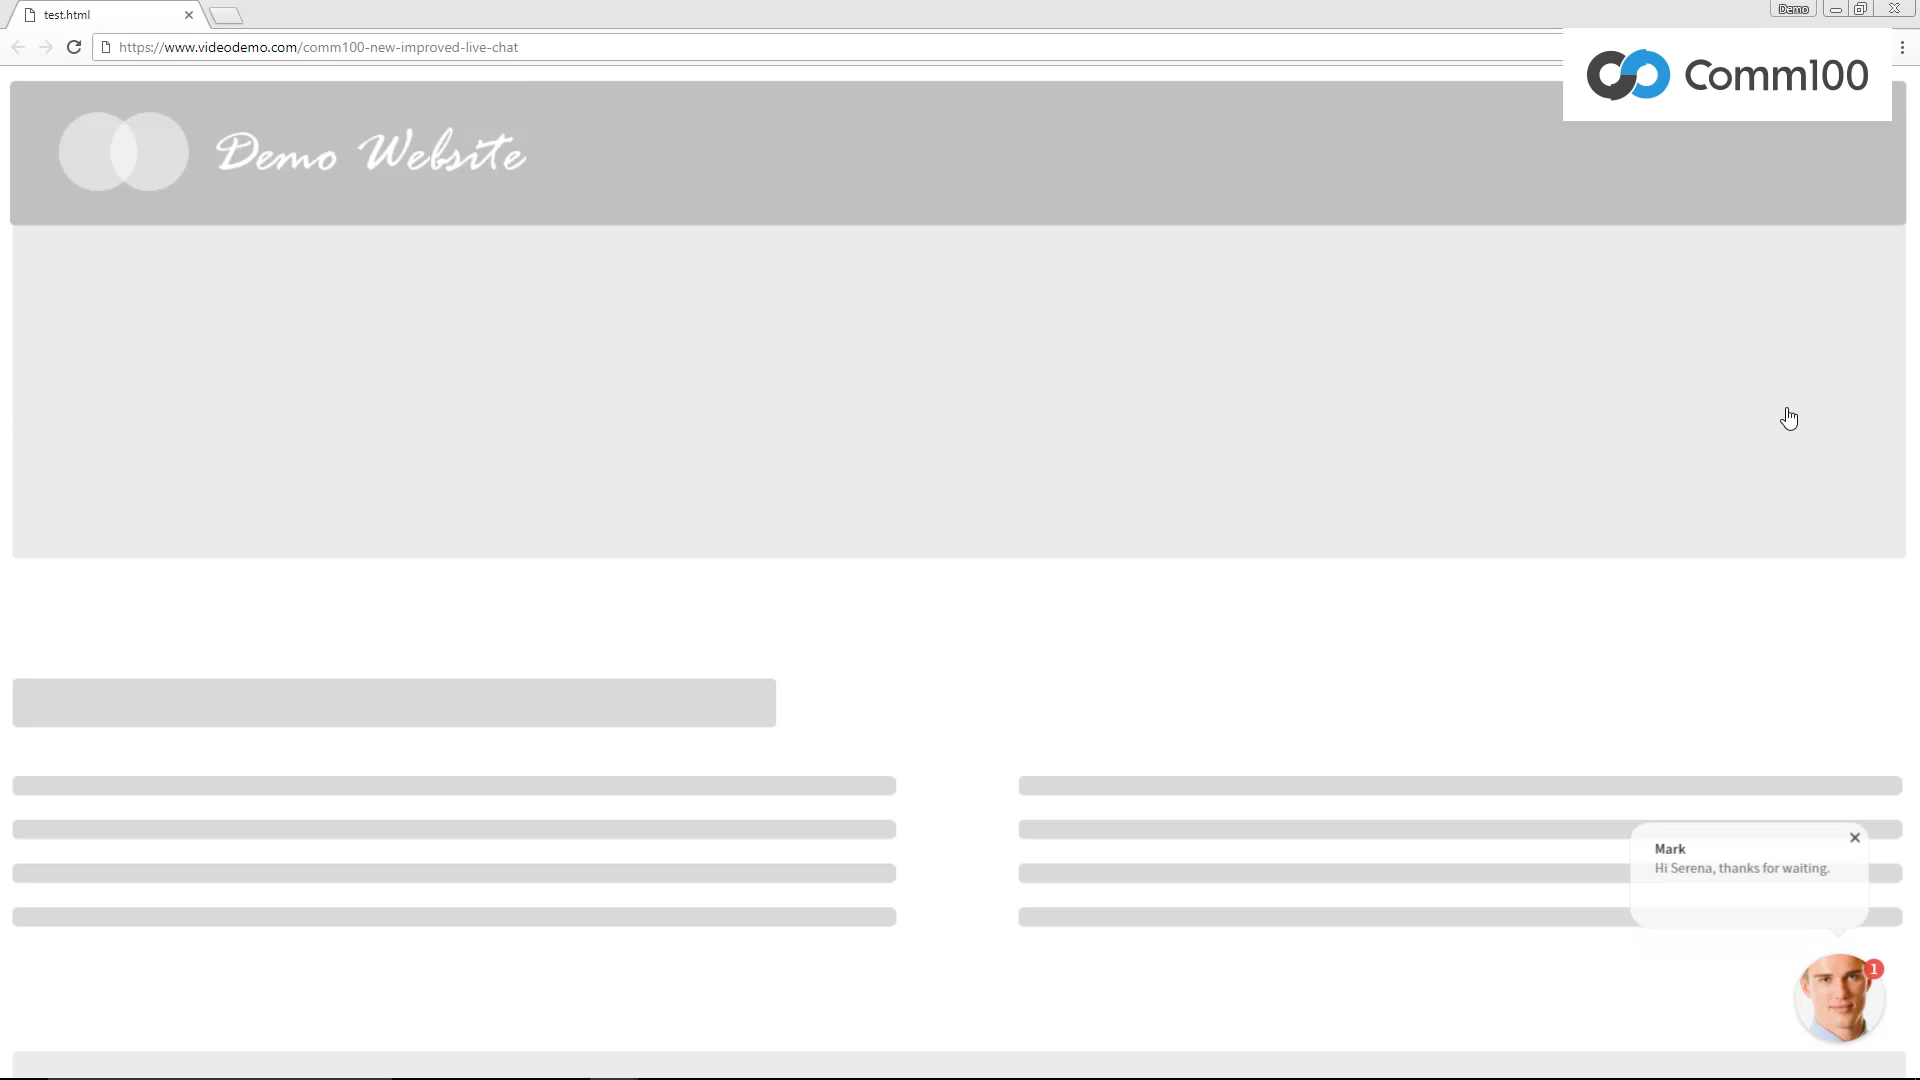 test.html
Demo
https://www.videodemo.com/comm100-new-improved-live-chat
Comm100
Demo Website
Mark
Hi Serena, thanks for waiting.
1